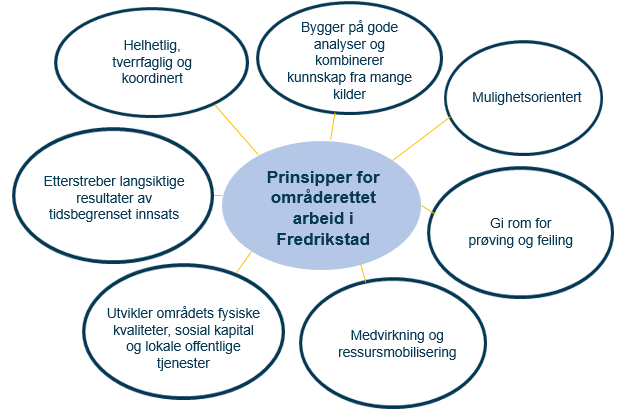 Prinsipper for
områderettet
arbeid i
Fredrikstad
Helhetlig,
tverrfaglig og
koordinert
Bygger på gode
analyser og
kombinerer
kunnskap fra mange
kilder
Mulighetsorientert
Gi rom for
prøving og feiling
Medvirkning og
ressursmobilisering
Utvikler områdets fysiske
kvaliteter, sosial kapital
og lokale offentlige
tjenester
Etterstreber langsiktige
resultater av
tidsbegrenset innsats